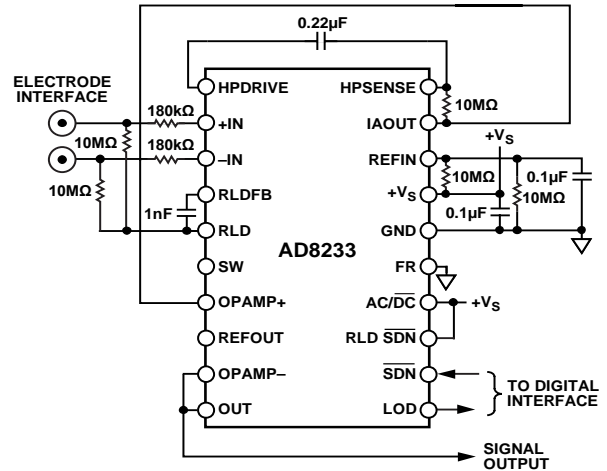 0.22µF
ELECTRODE
INTERFACE
HPDRIVE
HPSENSE
180kΩ
10MΩ
+IN
IAOUT
+VS
10MΩ
180kΩ
–IN
REFIN
10MΩ
0.1µF
10MΩ
RLDFB
+VS
1nF
0.1µF
10MΩ
RLD
GND
AD8233
SW
FR
OPAMP+
AC/DC
+VS
REFOUT
RLD SDN
OPAMP–
SDN
TO DIGITAL
INTERFACE
OUT
LOD
SIGNAL
OUTPUT